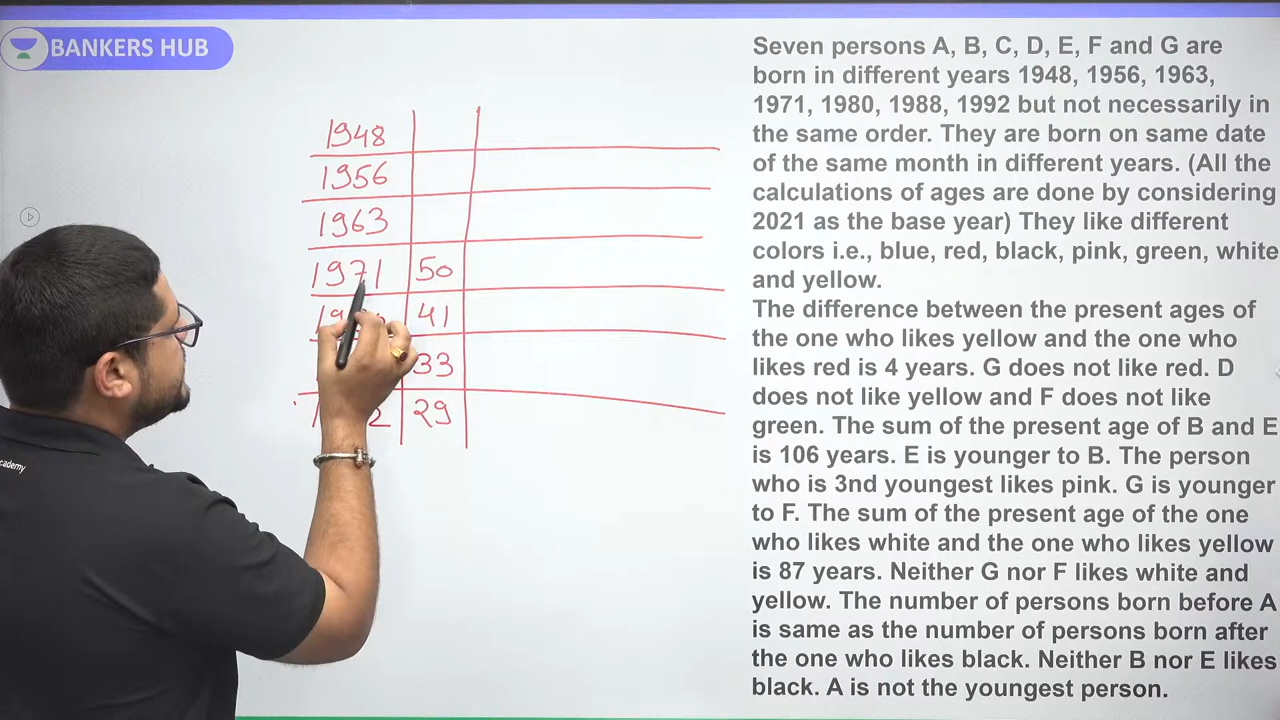 BANKERS HUB
Seven persons A, B, C, D, E, F and G are
born in different years 1948, 1956, 1963,
1971, 1980, 1988, 1992 but not necessarily in
the same order. They are born on same date
of the same month in different years. (All the
calculations of ages are done by considering
2021 as the base year) They like different
colors i.e., blue, red, black, pink, green, white
and yellow.
The difference between the present ages of
the one who likes yellow and the one who
likes red is 4 years. G does not like red. D
does not like yellow and F does not like
green. The sum of the present age of B and E
is 106 years. E is younger to B. The person
who is 3nd youngest likes pink. G is younger
to F. The sum of the present age of the one
who likes white and the one who likes yellow
is 87 years. Neither G nor F likes white and
yellow. The number of persons born before A
is same as the number of persons born after
the one who likes black. Neither B nor E likes
black. A is not the youngest person.
1948
1956
1963
1971 50
41
33
29